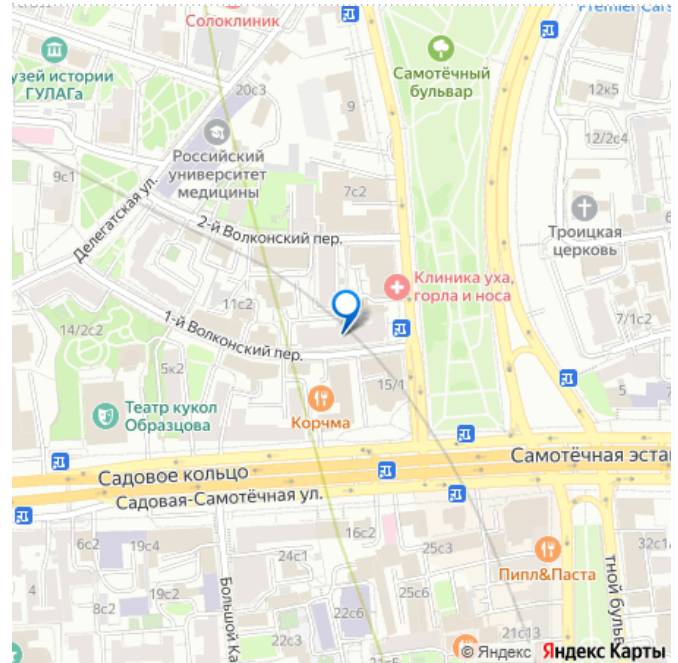 Солоклиник
Premier Cars
узей истории
ГУЛАГа
20с3
Самотёчный
бульвар
12к5
9
12/2с4
Российский
университет
медицины
9с1
7с2
Делегатская ул.
2-й Волконский пер.
Троицкая
церковь
6
Клиника уха,
горла и носа
11с2
1-й Волконский пер.
14/2с2
7/1с2
5к2
15/1
5
Театр кукол
Образцова
Корчма
Садовое кольцо
Самотёчная эста
Садовая-Самотёчная ул.
16с2
6с2
19с4
24с1
25с3
32с1
4
19с2
Пипл&Паста
8с2
Большой Ка
22с6
25с6
тной бульв
22с3
21с13
© Яндекс Яндекс Карты